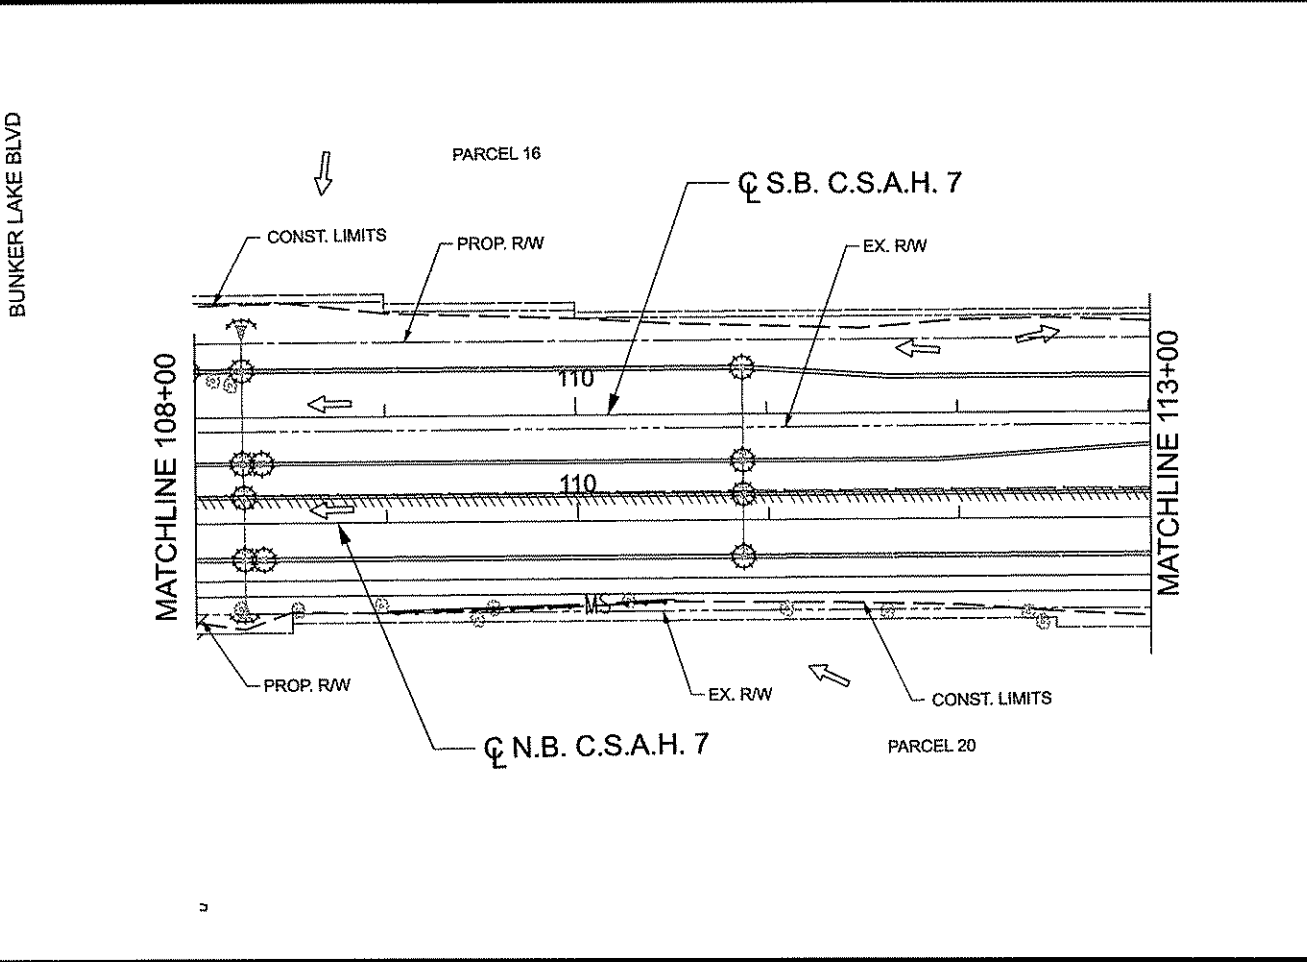 BUNKER LAKE BLVD
PARCEL 16
℄ S.B. C.S.A.H. 7
CONST. LIMITS
PROP. R/W
EX. R/W
MATCHLINE 108+00
110
MATCHLINE 113+00
110
MS
PROP. R/W
EX. R/W
CONST. LIMITS
℄ N.B. C.S.A.H. 7
PARCEL 20